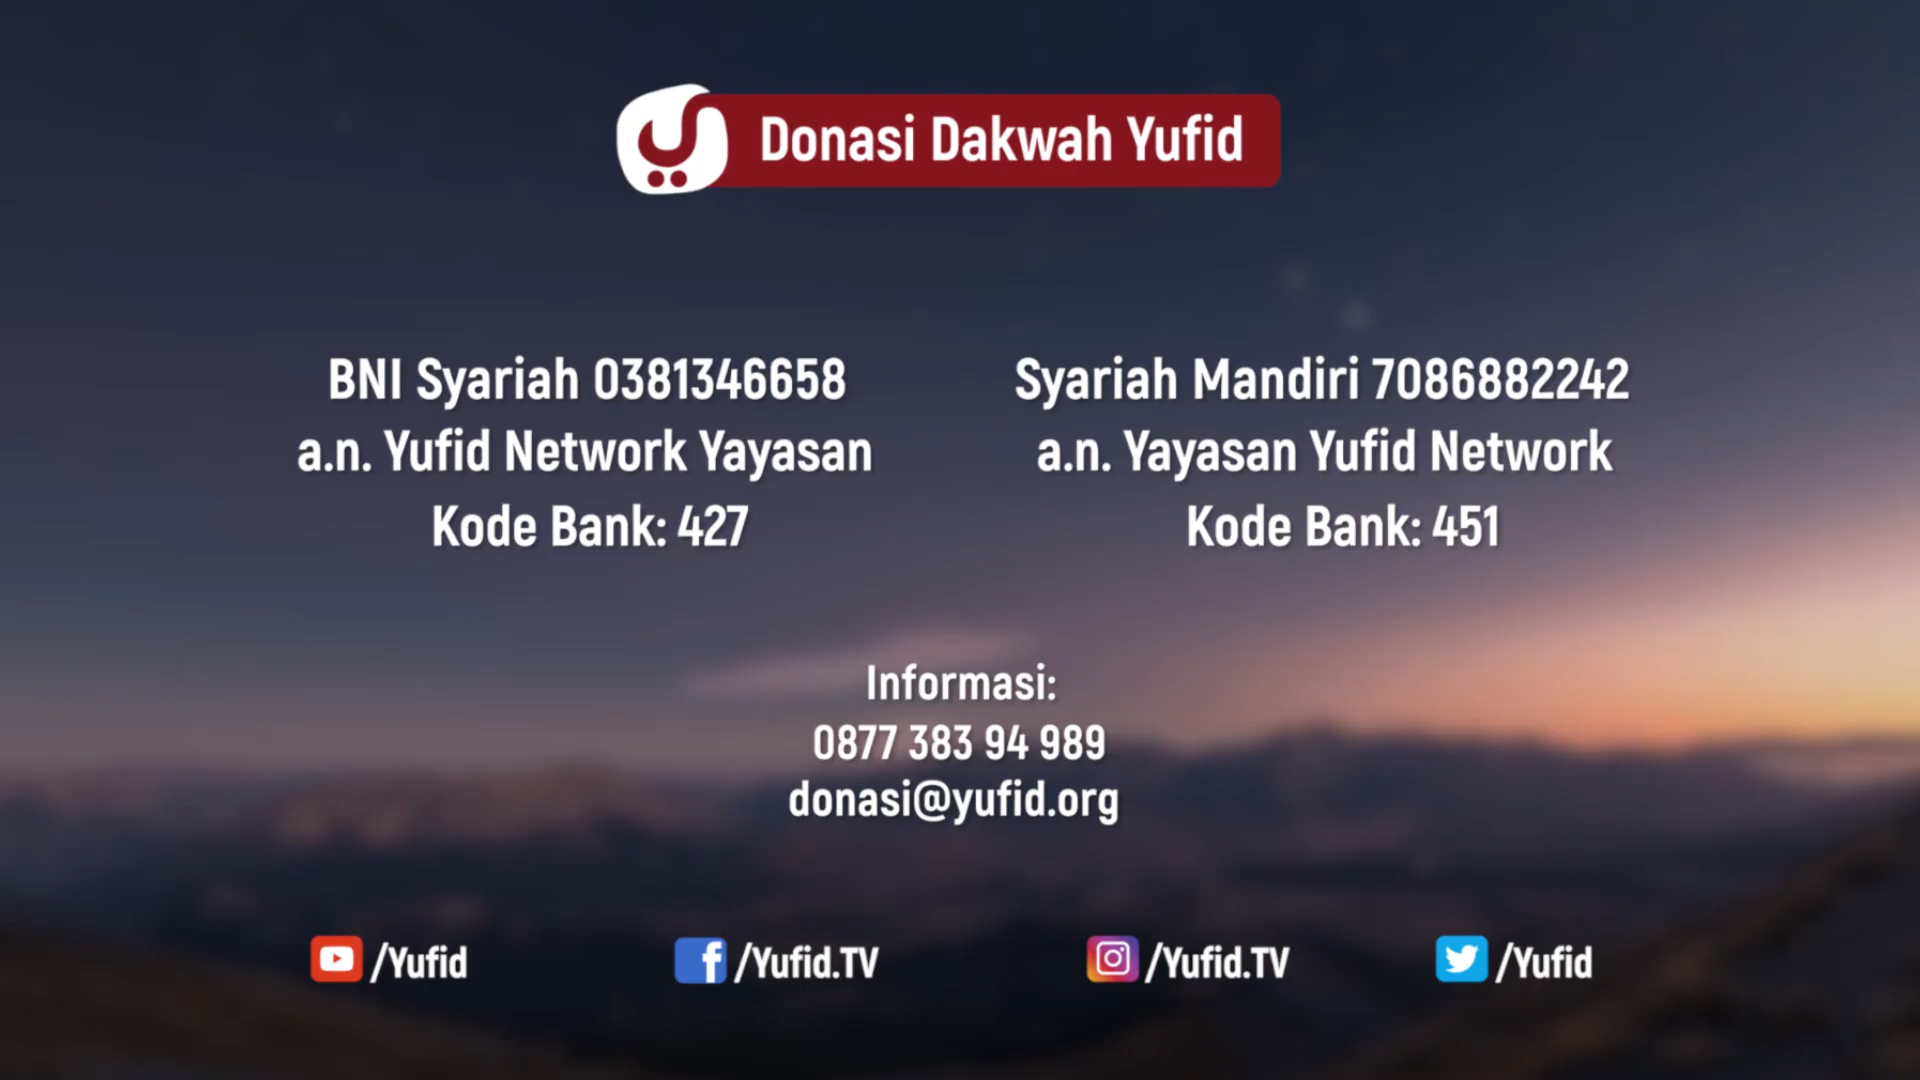 Donasi Dakwah Yufid
BNI Syariah 0381346658
a.n. Yufid Network Yayasan
Kode Bank: 427
Syariah Mandiri 7086882242
a.n. Yayasan Yufid Network
Kode Bank: 451
Informasi:
0877 383 94 989
donasi@yufid.org
/Yufid
/Yufid.TV
/Yufid.TV
/Yufid